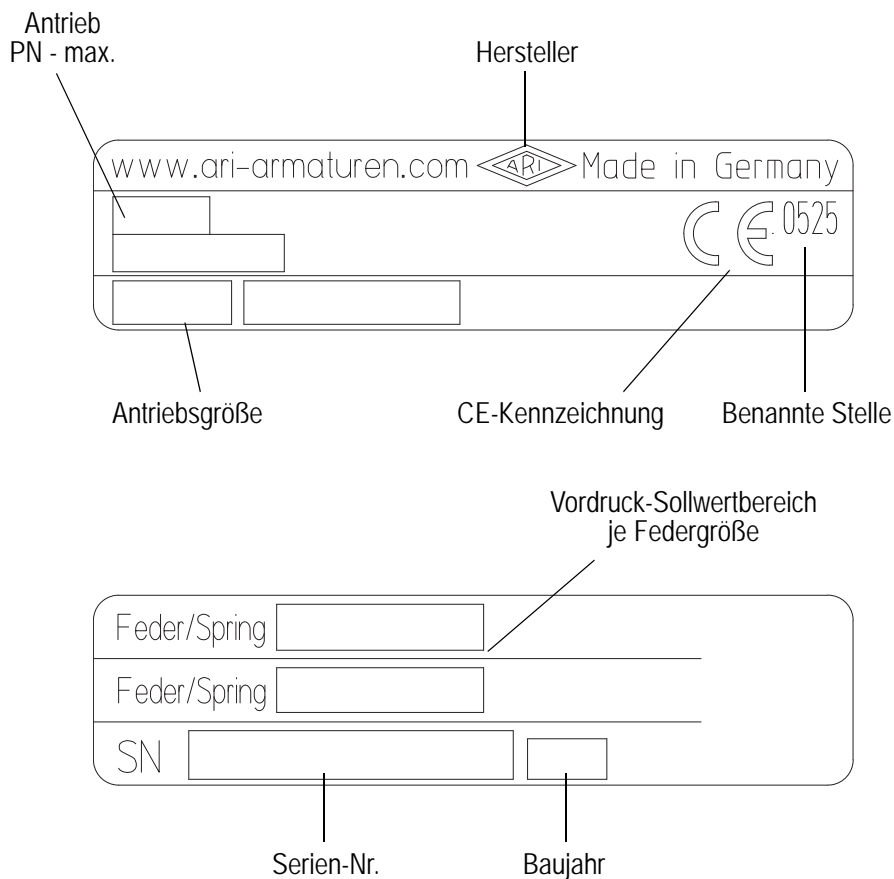 Antrieb
PN - max.
Hersteller
www.ari-armaturen.com ARI Made in Germany
CE.0525
Antriebsgröße
CE-Kennzeichnung
Benannte Stelle
Vordruck-Sollwertbereich
je Federgröße
Feder/Spring
Feder/Spring
SN
Serien-Nr.
Baujahr